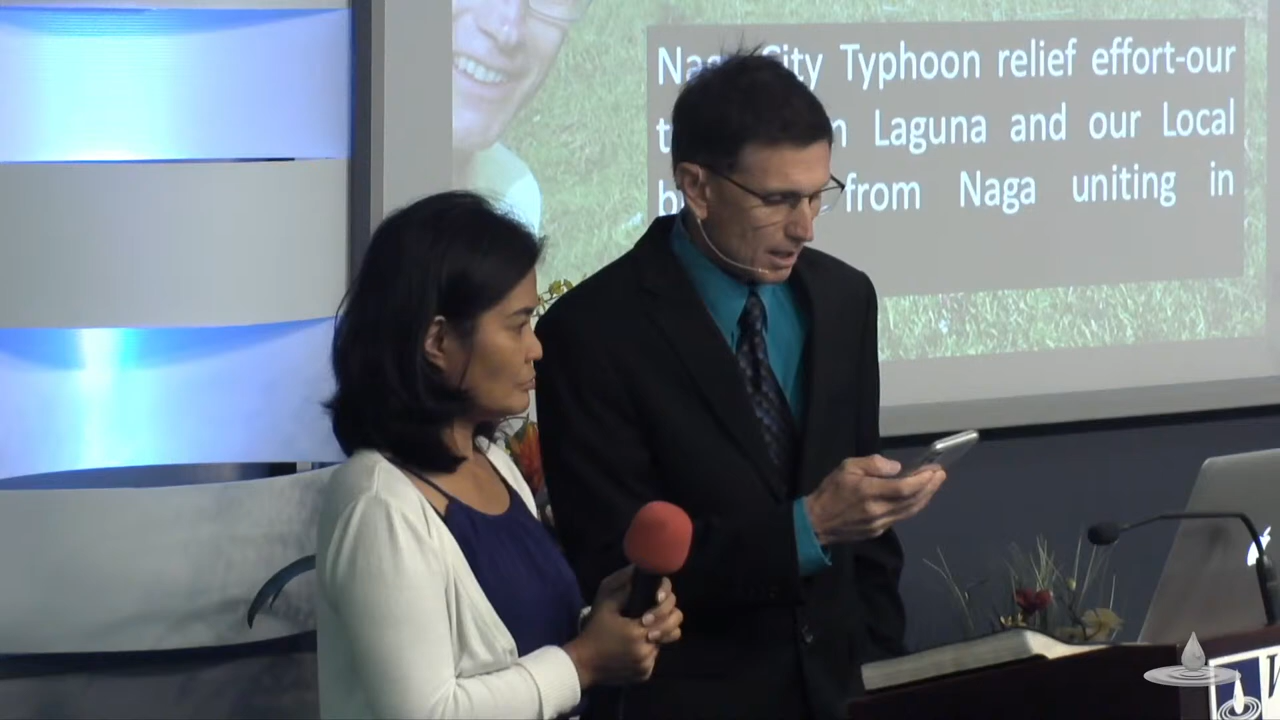 City Typhoon relief effort-our
Laguna and our Local
from Naga uniting in